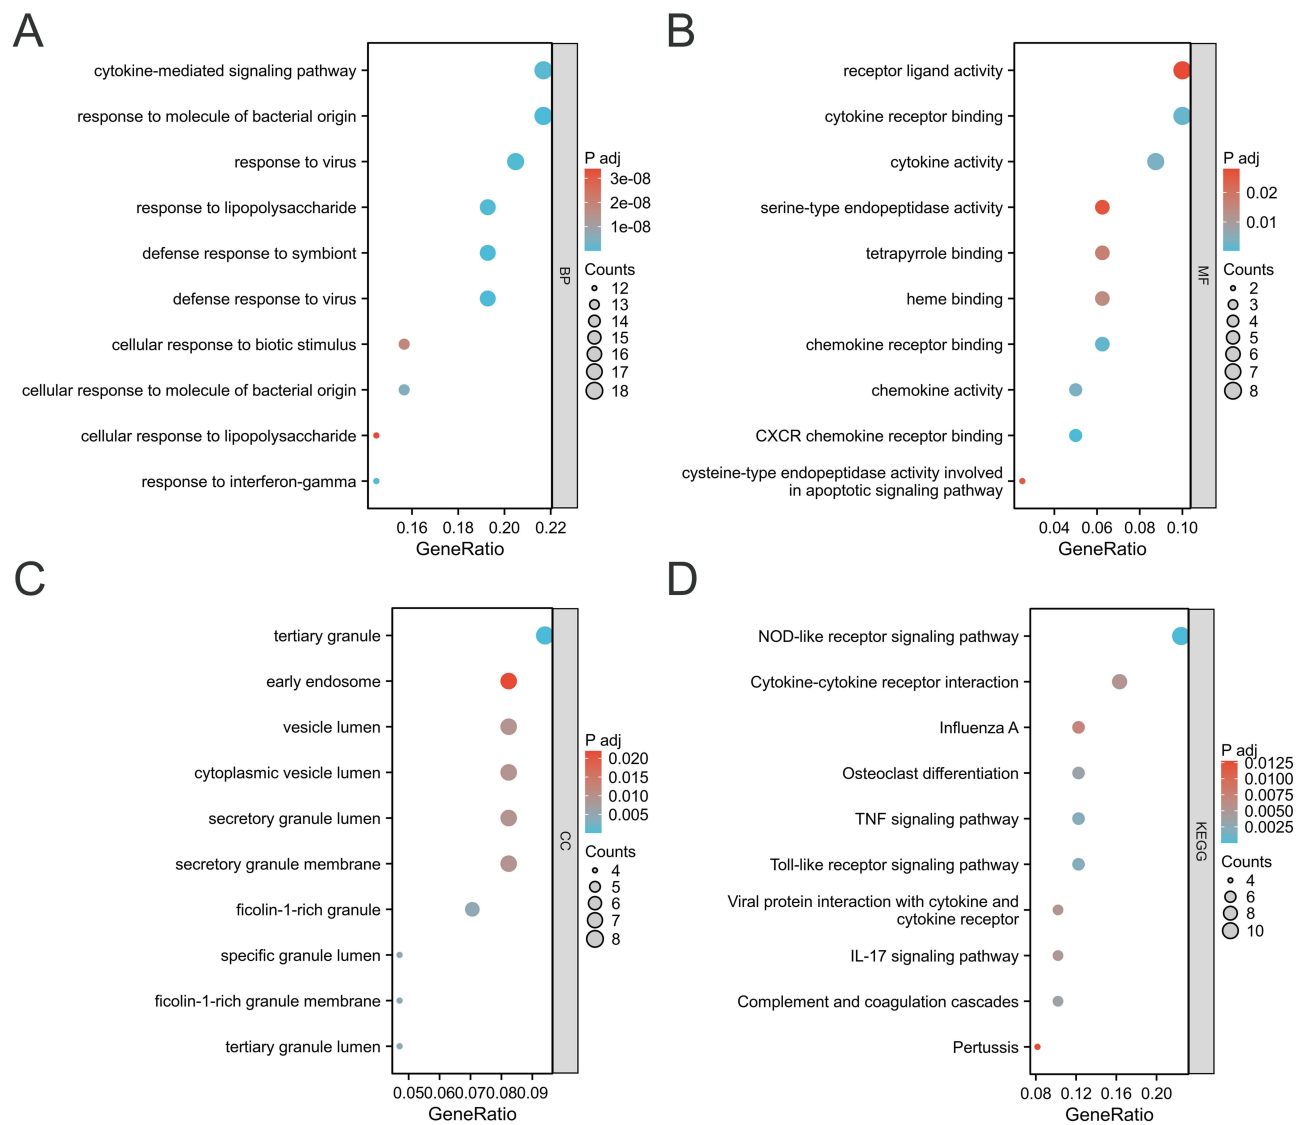 A
cytokine-mediated signaling pathway
response to molecule of bacterial origin
response to virus
response to lipopolysaccharide
defense response to symbiont
defense response to virus
cellular response to biotic stimulus
cellular response to molecule of bacterial origin
cellular response to lipopolysaccharide
response to interferon-gamma
0.16 0.18 0.20 0.22
GeneRatio
BP
P adj
3e-08
2e-08
1e-08
Counts
12
13
14
15
16
17
18
B
receptor ligand activity
cytokine receptor binding
cytokine activity
serine-type endopeptidase activity
tetrapyrrole binding
heme binding
chemokine receptor binding
chemokine activity
CXCR chemokine receptor binding
cysteine-type endopeptidase activity involved
in apoptotic signaling pathway
0.04 0.06 0.08 0.10
GeneRatio
MF
P adj
0.02
0.01
Counts
2
3
4
5
6
7
8
C
tertiary granule
early endosome
vesicle lumen
cytoplasmic vesicle lumen
secretory granule lumen
secretory granule membrane
ficolin-1-rich granule
specific granule lumen
ficolin-1-rich granule membrane
tertiary granule lumen
0.05 0.06 0.07 0.08 0.09
GeneRatio
CC
P adj
0.020
0.015
0.010
0.005
Counts
4
5
6
7
8
D
NOD-like receptor signaling pathway
Cytokine-cytokine receptor interaction
Influenza A
Osteoclast differentiation
TNF signaling pathway
Toll-like receptor signaling pathway
Viral protein interaction with cytokine and
cytokine receptor
IL-17 signaling pathway
Complement and coagulation cascades
Pertussis
0.08 0.12 0.16 0.20
GeneRatio
KEGG
P adj
0.0125
0.0100
0.0075
0.0050
0.0025
Counts
4
6
8
10